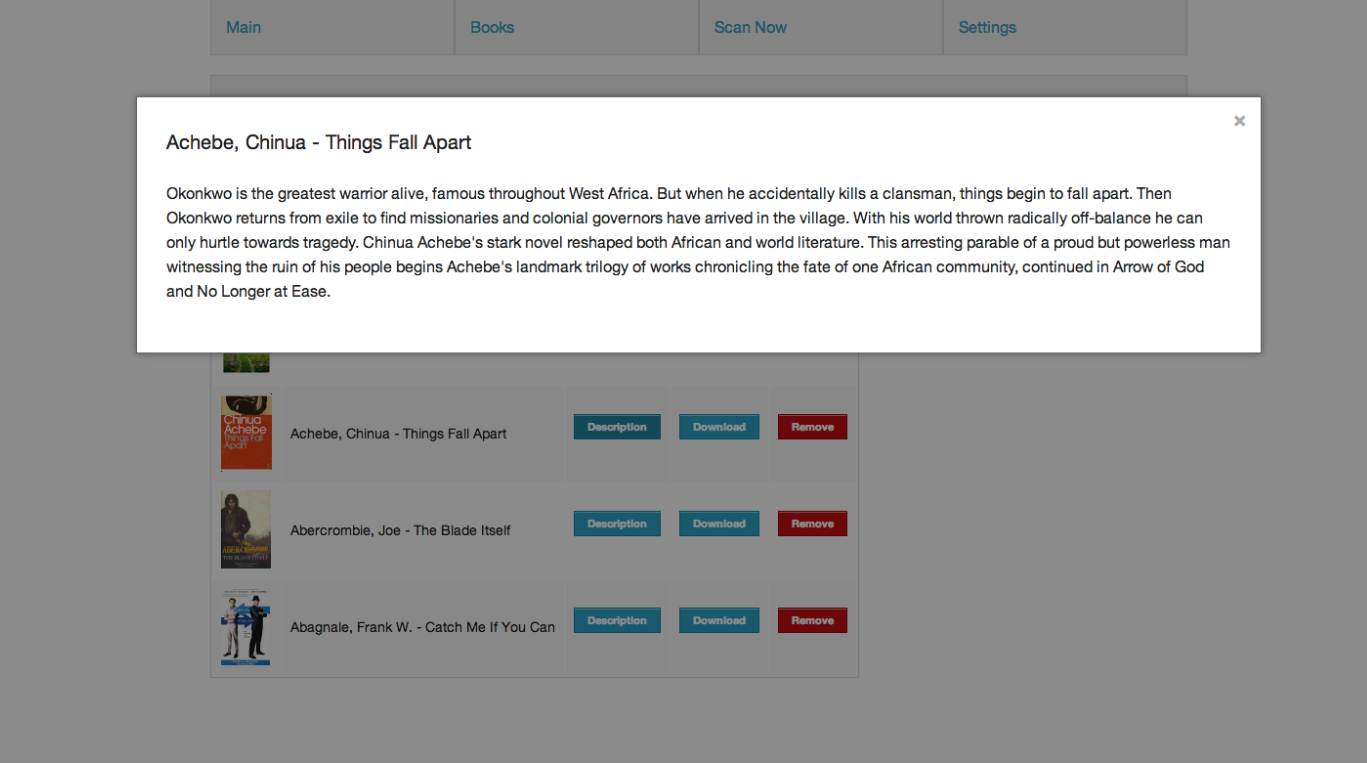 Main
Books
Scan Now
Settings
×
Achebe, Chinua - Things Fall Apart
Okonkwo is the greatest warrior alive, famous throughout West Africa. But when he accidentally kills a clansman, things begin to fall apart. Then
Okonkwo returns from exile to find missionaries and colonial governors have arrived in the village. With his world thrown radically off-balance he can
only hurtle towards tragedy. Chinua Achebe's stark novel reshaped both African and world literature. This arresting parable of a proud but powerless man
witnessing the ruin of his people begins Achebe's landmark trilogy of works chronicling the fate of one African community, continued in Arrow of God
and No Longer at Ease.
Chinua
Achebe
Things Fall
Apart
Achebe, Chinua - Things Fall Apart
Description
Download
Remove
THE BLADE ITSELF
Abercrombie, Joe - The Blade Itself
Description
Download
Remove
Abagnale, Frank W. - Catch Me If You Can
Description
Download
Remove